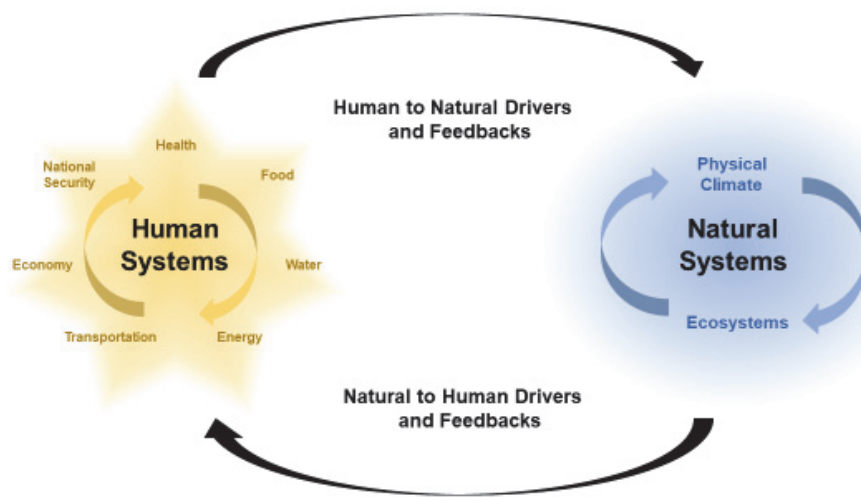 Human to Natural Drivers
and Feedbacks
Health
National
Security
Food
Human
Systems
Economy
Water
Transportation
Energy
Physical
Climate
Natural
Systems
Ecosystems
Natural to Human Drivers
and Feedbacks